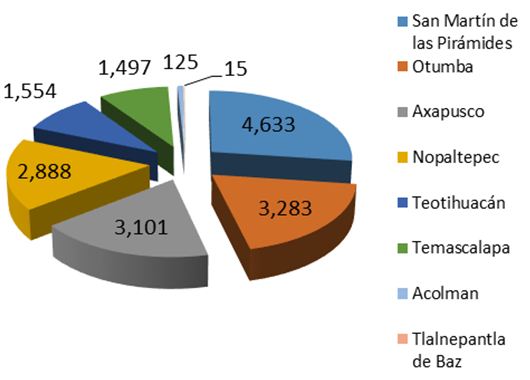 4,633
3,283
3,101
2,888
1,554
1,497
125
15
San Martín de
las Pirámides
Otumba
Axapusco
Nopaltepec
Teotihuacán
Temascalapa
Acolman
Tlalnepantla
de Baz